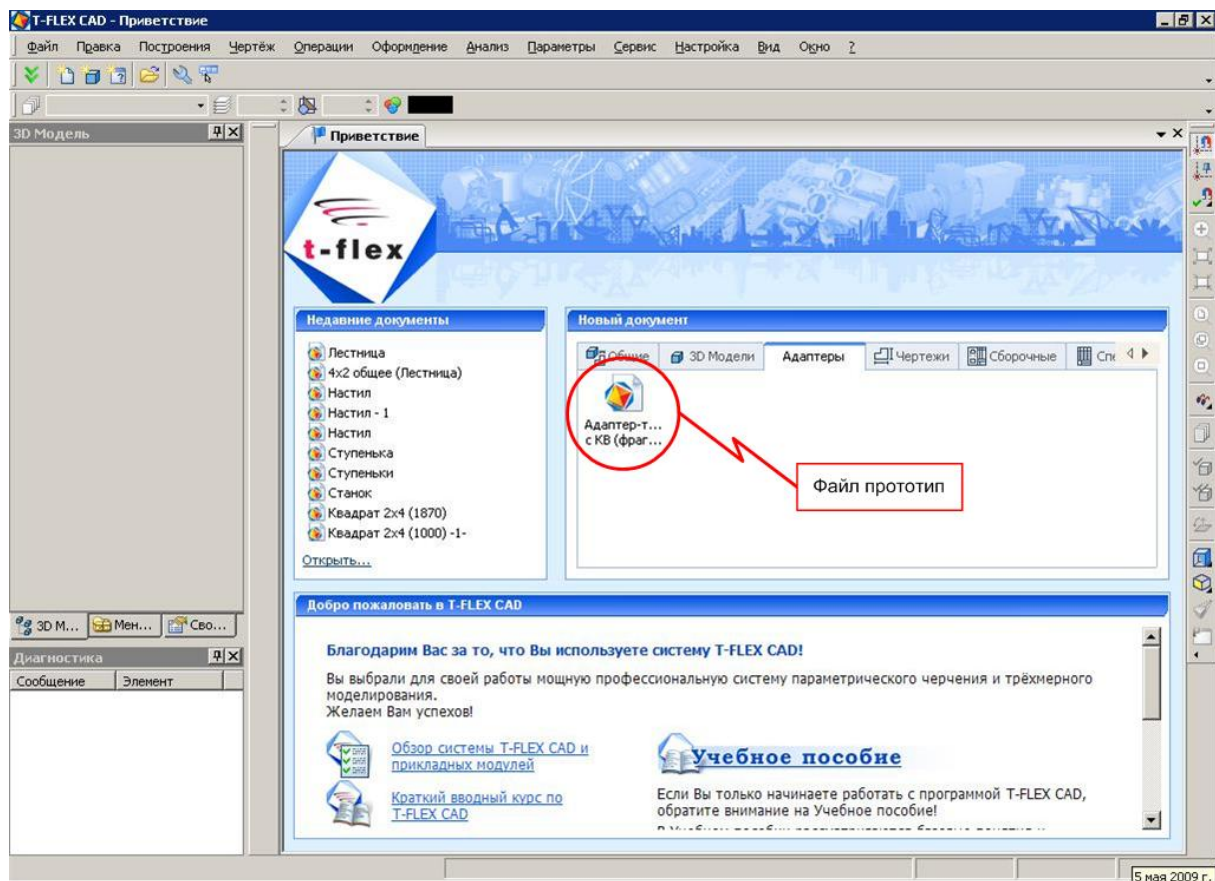 T-FLEX CAD - Приветствие
Файл Правка Построения Чертёж Операции Оформление Анализ Параметры Сервис Настройка Вид Окно ?
3D Модель
Приветствие
t-flex
Недавние документы
Лестница
4x2 общее (Лестница)
Настил
Настил - 1
Настил
Ступенька
Ступеньки
Станок
Квадрат 2x4 (1870)
Квадрат 2x4 (1000) -1-
Открыть...
Новый документ
Общие 3D Модели Адаптеры Чертежи Сборочные Спе
Адаптер-т...
с КВ (фраг...
Файл прототип
3D М... Мен... Сво...
Диагностика
Сообщение Элемент
Добро пожаловать в T-FLEX CAD
Благодарим Вас за то, что Вы используете систему T-FLEX CAD!
Вы выбрали для своей работы мощную профессиональную систему параметрического черчения и трёхмерного
моделирования.
Желаем Вам успехов!
Обзор системы T-FLEX CAD и
прикладных модулей
Краткий вводный курс по
T-FLEX CAD
Учебное пособие
Если Вы только начинаете работать с программой T-FLEX CAD,
обратите внимание на Учебное пособие!
5 мая 2009 г.